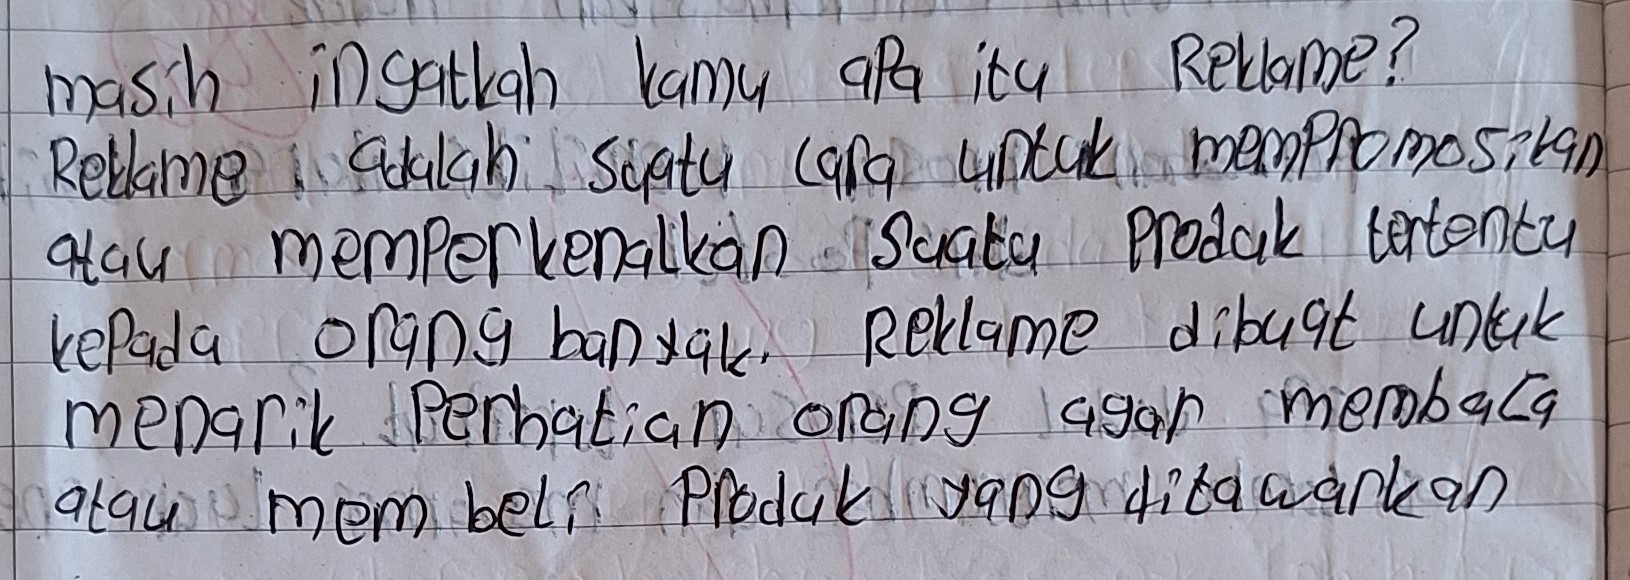 masih ingatkah kamu apa itu Reklame?
Reklame adalah suatu cara untuk mempromosikan
atau memperkenalkan suatu produk tertentu
kepada orang banyak. Reklame dibuat untuk
menarik perhatian orang agar membaca
atau mem beli produk yang ditawarkan